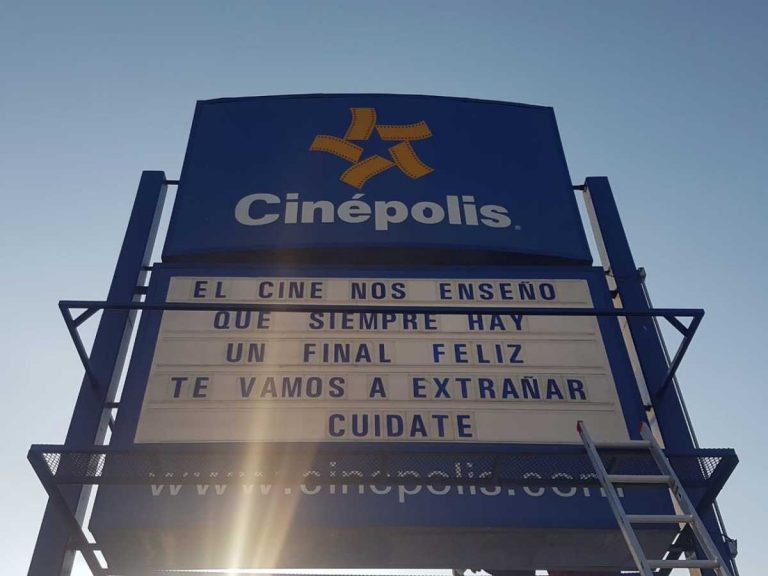 Cinépolis®
EL CINE NOS ENSEÑO
QUE SIEMPRE HAY
UN FINAL FELIZ
TE VAMOS A EXTRAÑAR
CUIDATE
www.cinepolis.com